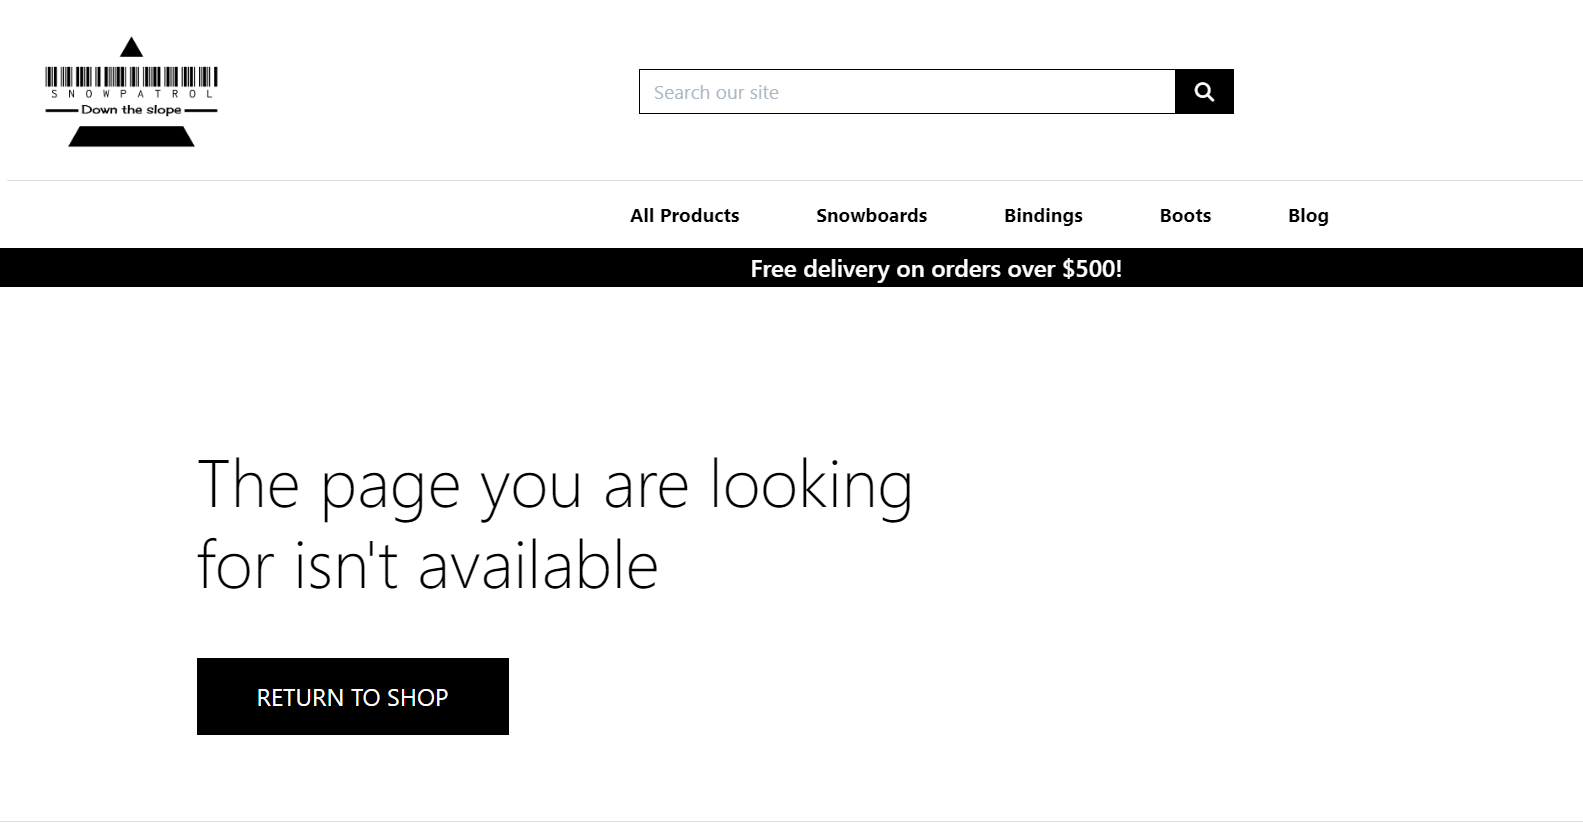 SNOWPATROL
Down the slope
Search our site
All Products Snowboards Bindings Boots Blog
Free delivery on orders over $500!
The page you are looking
for isn't available
RETURN TO SHOP